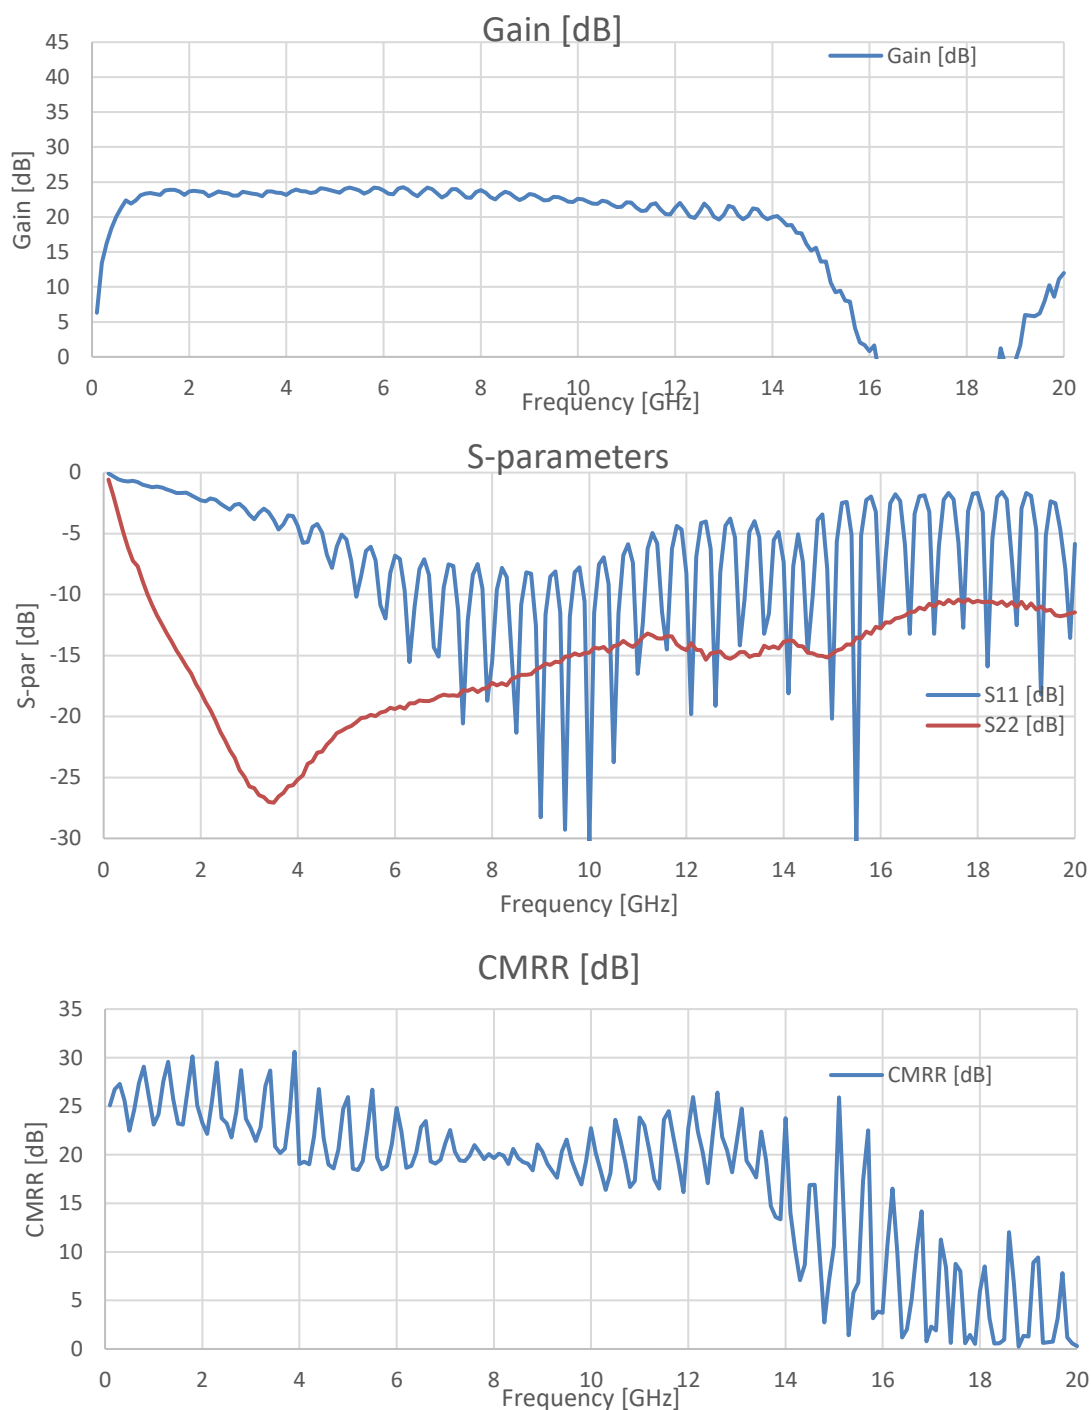 Gain [dB]
45
40
35
30
25
20
15
10
5
0
Gain [dB]
Gain [dB]
0 2 4 6 8 10 12 14 16 18 20
Frequency [GHz]
S-parameters
0
-5
-10
-15
-20
-25
-30
S-par [dB]
S11 [dB]
S22 [dB]
0 2 4 6 8 10 12 14 16 18 20
Frequency [GHz]
CMRR [dB]
35
30
25
20
15
10
5
0
CMRR [dB]
CMRR [dB]
0 2 4 6 8 10 12 14 16 18 20
Frequency [GHz]